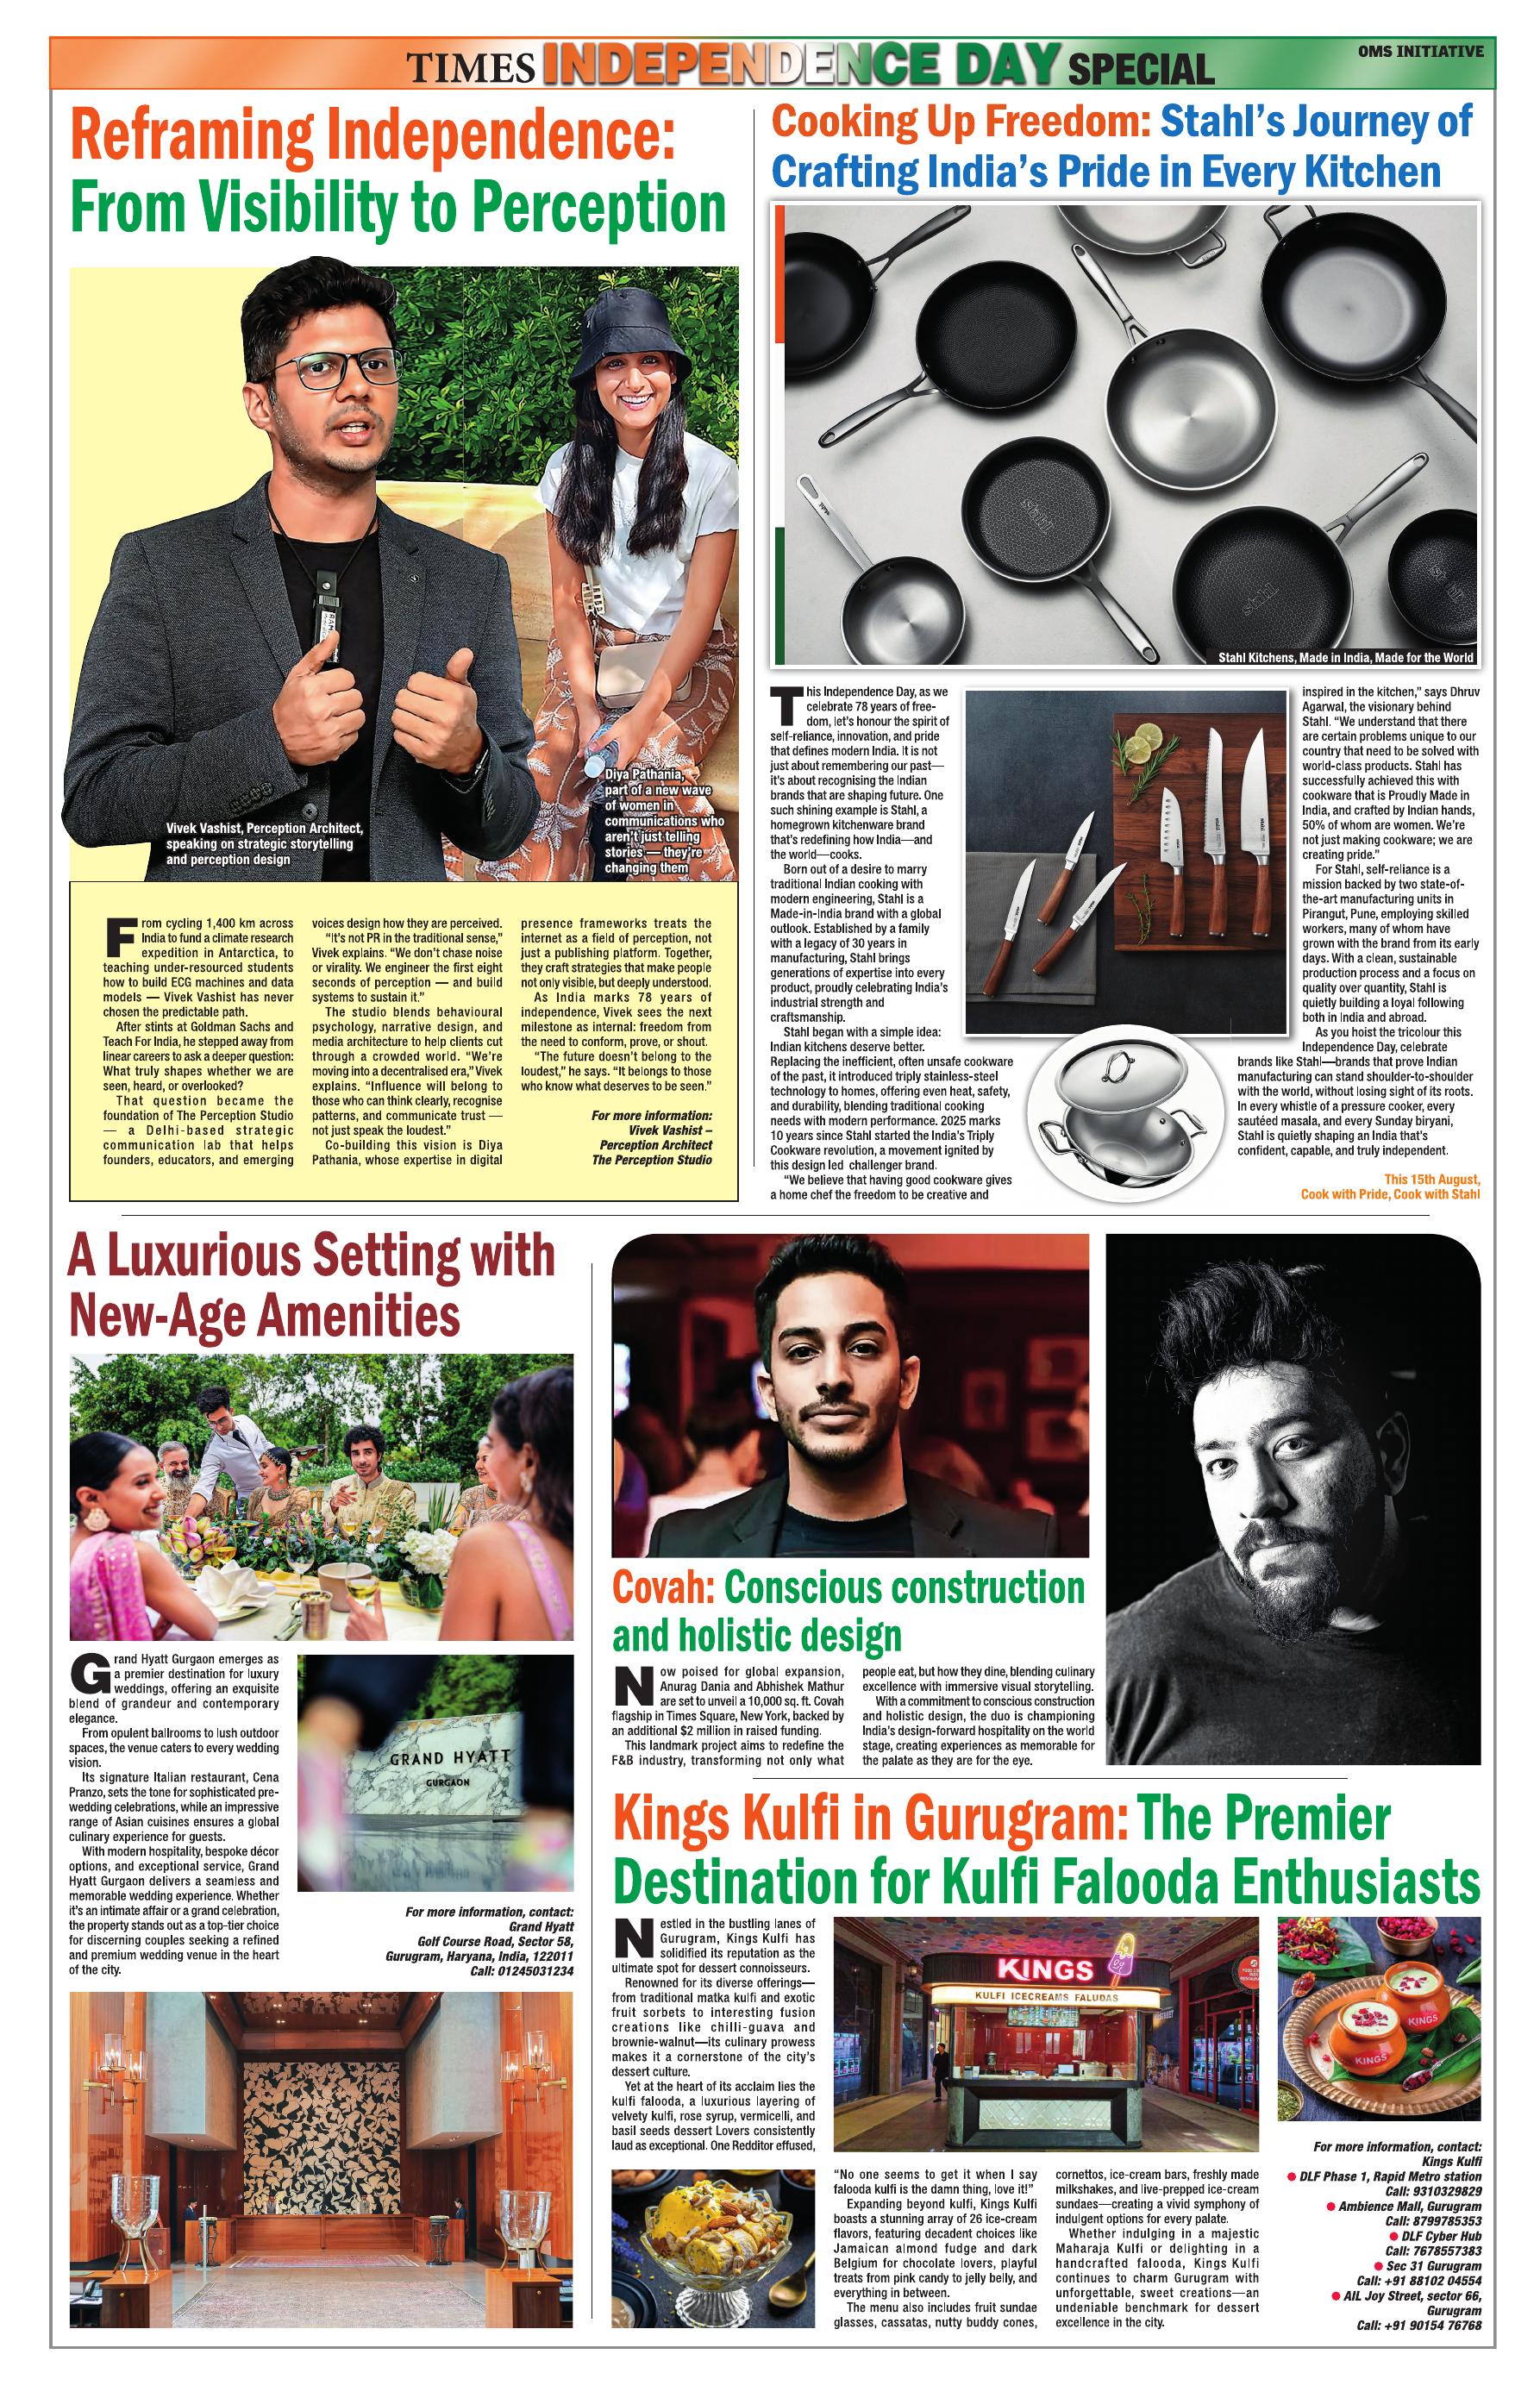 TIMES INDEPENDENCE DAY SPECIAL
OMS INITIATIVE
Reframing Independence:
From Visibility to Perception
Vivek Vashist, Perception Architect,
speaking on strategic storytelling
and perception design
Diya Pathania,
part of a new wave
of women in
communications who
aren't just telling
stories — they're
changing them
From cycling 1,400 km across
India to fund a climate research
expedition in Antarctica, to
teaching under-resourced students
how to build ECG machines and data
models — Vivek Vashist has never
chosen the predictable path.
After stints at Goldman Sachs and
Teach For India, he stepped away from
linear careers to ask a deeper question:
What truly shapes whether we are
seen, heard, or overlooked?
That question became the
foundation of The Perception Studio
— a Delhi-based strategic
communication lab that helps
founders, educators, and emerging
voices design how they are perceived.
"It's not PR in the traditional sense,"
Vivek explains. "We don't chase noise
or virality. We engineer the first eight
seconds of perception — and build
systems to sustain it."
The studio blends behavioural
psychology, narrative design, and
media architecture to help clients cut
through a crowded world. "We're
moving into a decentralised era," Vivek
explains. "Influence will belong to
those who can think clearly, recognise
patterns, and communicate trust —
not just speak the loudest."
Co-building this vision is Diya
Pathania, whose expertise in digital
presence frameworks treats the
internet as a field of perception, not
just a publishing platform. Together,
they craft strategies that make people
not only visible, but deeply understood.
As India marks 78 years of
independence, Vivek sees the next
milestone as internal: freedom from
the need to conform, prove, or shout.
"The future doesn't belong to the
loudest," he says. "It belongs to those
who know what deserves to be seen."
For more information:
Vivek Vashist –
Perception Architect
The Perception Studio
Cooking Up Freedom: Stahl's Journey of
Crafting India's Pride in Every Kitchen
stahl
stahl
Stahl Kitchens, Made in India, Made for the World
This Independence Day, as we
celebrate 78 years of free-
dom, let's honour the spirit of
self-reliance, innovation, and pride
that defines modern India. It is not
just about remembering our past—
it's about recognising the Indian
brands that are shaping future. One
such shining example is Stahl, a
homegrown kitchenware brand
that's redefining how India—and
the world—cooks.
Born out of a desire to marry
traditional Indian cooking with
modern engineering, Stahl is a
Made-in-India brand with a global
outlook. Established by a family
with a legacy of 30 years in
manufacturing, Stahl brings
generations of expertise into every
product, proudly celebrating India's
industrial strength and
craftsmanship.
Stahl began with a simple idea:
Indian kitchens deserve better.
Replacing the inefficient, often unsafe cookware
of the past, it introduced triply stainless-steel
technology to homes, offering even heat, safety,
and durability, blending traditional cooking
needs with modern performance. 2025 marks
10 years since Stahl started the India's Triply
Cookware revolution, a movement ignited by
this design led challenger brand.
"We believe that having good cookware gives
a home chef the freedom to be creative and
inspired in the kitchen," says Dhruv
Agarwal, the visionary behind
Stahl. "We understand that there
are certain problems unique to our
country that need to be solved with
world-class products. Stahl has
successfully achieved this with
cookware that is Proudly Made in
India, and crafted by Indian hands,
50% of whom are women. We're
not just making cookware; we are
creating pride."
For Stahl, self-reliance is a
mission backed by two state-of-
the-art manufacturing units in
Pirangut, Pune, employing skilled
workers, many of whom have
grown with the brand from its early
days. With a clean, sustainable
production process and a focus on
quality over quantity, Stahl is
quietly building a loyal following
both in India and abroad.
As you hoist the tricolour this
Independence Day, celebrate
brands like Stahl—brands that prove Indian
manufacturing can stand shoulder-to-shoulder
with the world, without losing sight of its roots.
In every whistle of a pressure cooker, every
sautéed masala, and every Sunday biryani,
Stahl is quietly shaping an India that's
confident, capable, and truly independent.
This 15th August,
Cook with Pride, Cook with Stahl
A Luxurious Setting with
New-Age Amenities
Grand Hyatt Gurgaon emerges as
a premier destination for luxury
weddings, offering an exquisite
blend of grandeur and contemporary
elegance.
From opulent ballrooms to lush outdoor
spaces, the venue caters to every wedding
vision.
Its signature Italian restaurant, Cena
Pranzo, sets the tone for sophisticated pre-
wedding celebrations, while an impressive
range of Asian cuisines ensures a global
culinary experience for guests.
With modern hospitality, bespoke décor
options, and exceptional service, Grand
Hyatt Gurgaon delivers a seamless and
memorable wedding experience. Whether
it's an intimate affair or a grand celebration,
the property stands out as a top-tier choice
for discerning couples seeking a refined
and premium wedding venue in the heart
of the city.
GRAND HYATT
GURGAON
For more information, contact:
Grand Hyatt
Golf Course Road, Sector 58,
Gurugram, Haryana, India, 122011
Call: 01245031234
Covah: Conscious construction
and holistic design
Now poised for global expansion,
Anurag Dania and Abhishek Mathur
are set to unveil a 10,000 sq. ft. Covah
flagship in Times Square, New York, backed by
an additional $2 million in raised funding.
This landmark project aims to redefine the
F&B industry, transforming not only what
people eat, but how they dine, blending culinary
excellence with immersive visual storytelling.
With a commitment to conscious construction
and holistic design, the duo is championing
India's design-forward hospitality on the world
stage, creating experiences as memorable for
the palate as they are for the eye.
Kings Kulfi in Gurugram: The Premier
Destination for Kulfi Falooda Enthusiasts
Nestled in the bustling lanes of
Gurugram, Kings Kulfi has
solidified its reputation as the
ultimate spot for dessert connoisseurs.
Renowned for its diverse offerings—
from traditional matka kulfi and exotic
fruit sorbets to interesting fusion
creations like chilli-guava and
brownie-walnut—its culinary prowess
makes it a cornerstone of the city's
dessert culture.
Yet at the heart of its acclaim lies the
kulfi falooda, a luxurious layering of
velvety kulfi, rose syrup, vermicelli, and
basil seeds dessert Lovers consistently
laud as exceptional. One Redditor effused,
KINGS
KULFI ICECREAMS FALUDAS
KINGS
KINGS
"No one seems to get it when I say
falooda kulfi is the damn thing, love it!"
Expanding beyond kulfi, Kings Kulfi
boasts a stunning array of 26 ice-cream
flavors, featuring decadent choices like
Jamaican almond fudge and dark
Belgium for chocolate lovers, playful
treats from pink candy to jelly belly, and
everything in between.
The menu also includes fruit sundae
glasses, cassatas, nutty buddy cones,
cornettos, ice-cream bars, freshly made
milkshakes, and live-prepped ice-cream
sundaes—creating a vivid symphony of
indulgent options for every palate.
Whether indulging in a majestic
Maharaja Kulfi or delighting in a
handcrafted falooda, Kings Kulfi
continues to charm Gurugram with
unforgettable, sweet creations—an
undeniable benchmark for dessert
excellence in the city.
For more information, contact:
Kings Kulfi
● DLF Phase 1, Rapid Metro station
Call: 9310329829
● Ambience Mall, Gurugram
Call: 8799785353
● DLF Cyber Hub
Call: 7678557383
● Sec 31 Gurugram
Call: +91 88102 04554
● AIL Joy Street, sector 66,
Gurugram
Call: +91 90154 76768